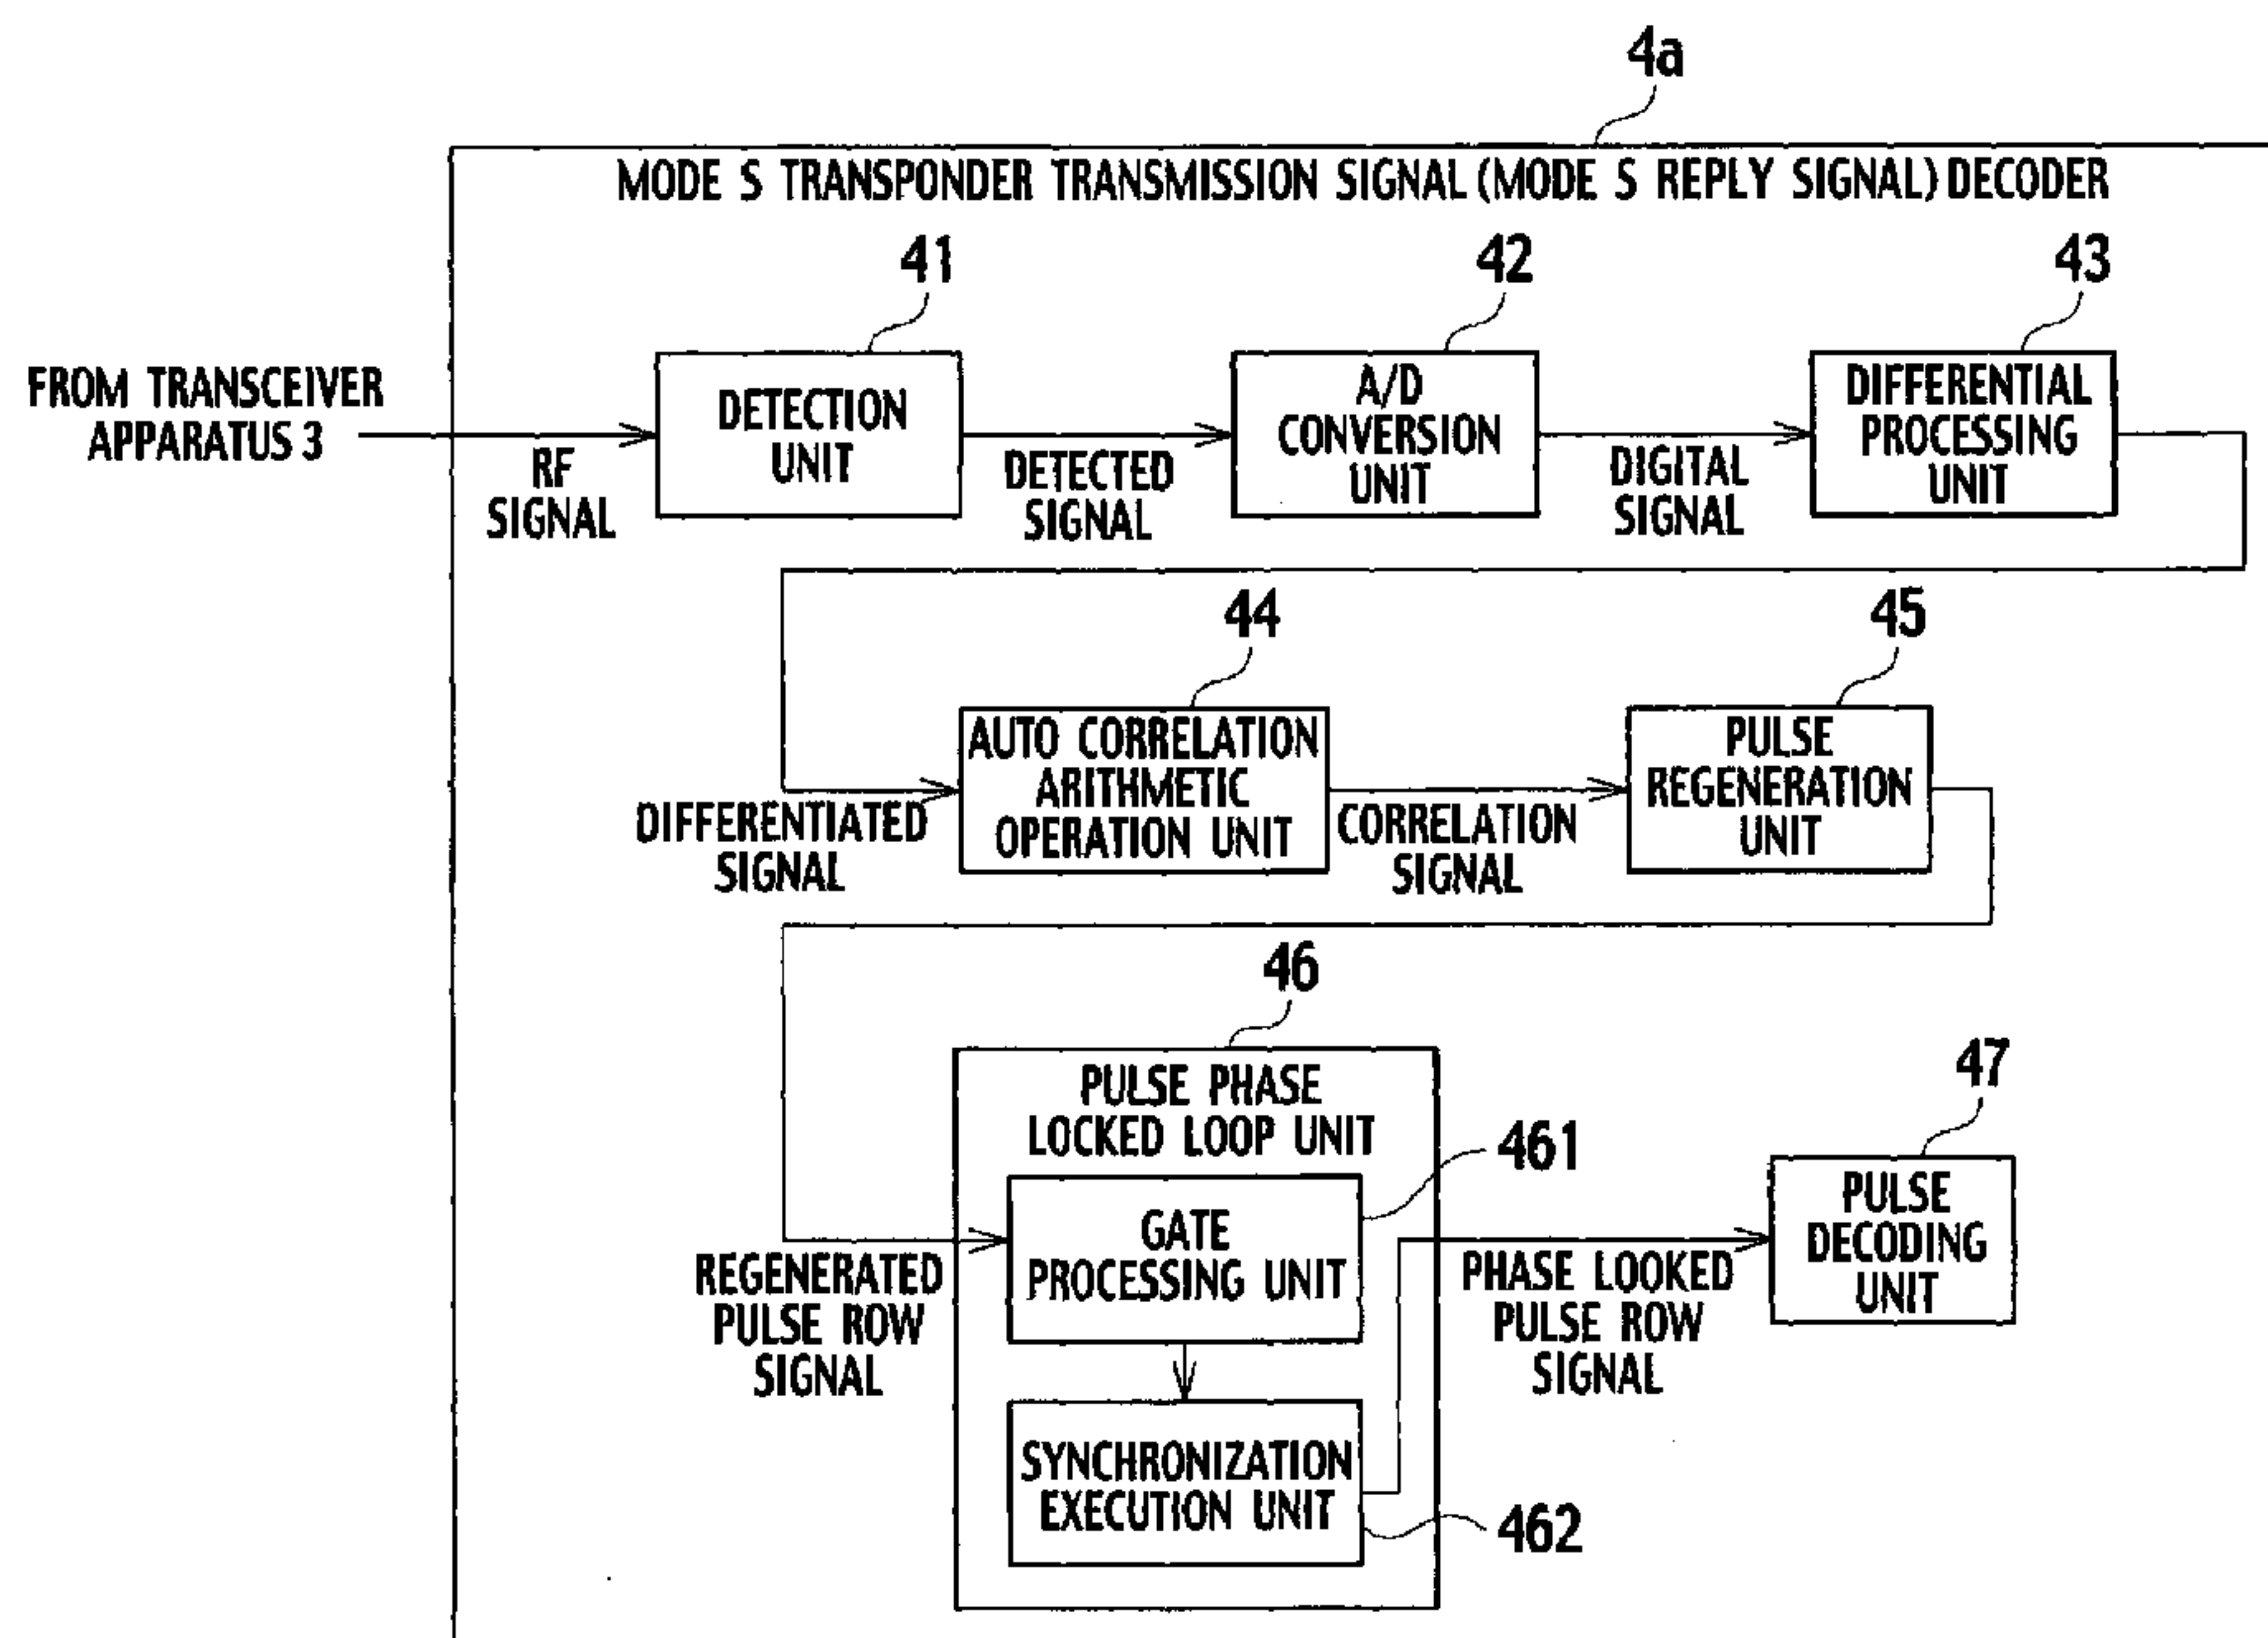 4a
MODE S TRANSPONDER TRANSMISSION SIGNAL (MODE S REPLY SIGNAL) DECODER
41
42
43
FROM TRANSCEIVER
APPARATUS 3
RF
SIGNAL
DETECTION
UNIT
DETECTED
SIGNAL
A/D
CONVERSION
UNIT
DIGITAL
SIGNAL
DIFFERENTIAL
PROCESSING
UNIT
44
45
DIFFERENTIATED
SIGNAL
AUTO CORRELATION
ARITHMETIC
OPERATION UNIT
CORRELATION
SIGNAL
PULSE
REGENERATION
UNIT
46
47
PULSE PHASE
LOCKED LOOP UNIT
461
REGENERATED
PULSE ROW
SIGNAL
GATE
PROCESSING UNIT
PHASE LOOKED
PULSE ROW
SIGNAL
PULSE
DECODING
UNIT
SYNCHRONIZATION
EXECUTION UNIT
462